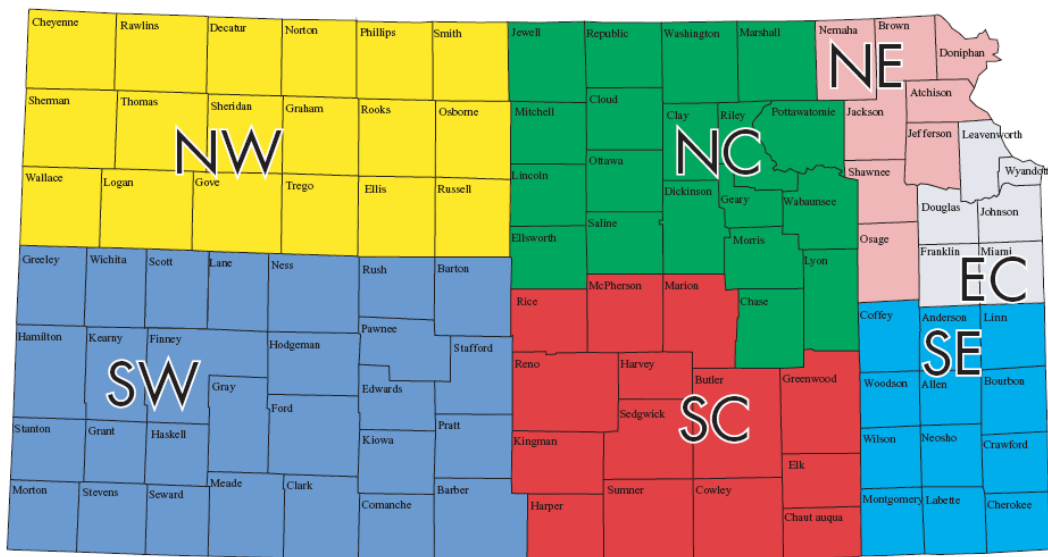 Cheyenne
Rawlins
Decatur
Norton
Phillips
Smith
Jewell
Republic
Washington
Marshall
Nemaha
Brown
Doniphan
NE
Sherman
Thomas
Sheridan
Graham
Rooks
Osborne
Mitchell
Cloud
Clay
Riley
Pottawatomie
Jackson
Atchison
Jefferson
Leavenworth
NW
NC
Wallace
Logan
Gove
Trego
Ellis
Russell
Lincoln
Ottawa
Dickinson
Geary
Wabaunsee
Shawnee
Wyandott
Douglas
Johnson
Ellsworth
Saline
Morris
Lyon
Osage
Franklin
Miami
EC
Greeley
Wichita
Scott
Lane
Ness
Rush
Barton
Rice
McPherson
Marion
Chase
Coffey
Anderson
Linn
SE
Hamilton
Kearny
Finney
Hodgeman
Pawnee
Stafford
Reno
Harvey
Butler
Greenwood
Woodson
Allen
Bourbon
SW
Gray
Ford
Edwards
Sedgwick
SC
Stanton
Grant
Haskell
Kiowa
Pratt
Kingman
Elk
Wilson
Neosho
Crawford
Morton
Stevens
Seward
Meade
Clark
Comanche
Barber
Harper
Sumner
Cowley
Chaut auqua
Montgomery
Labette
Cherokee